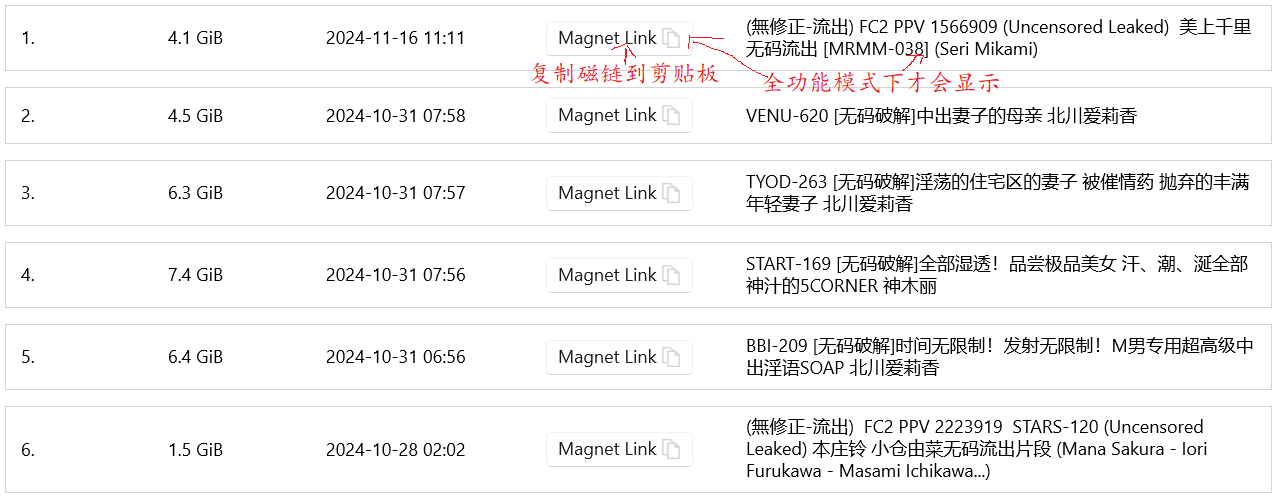 1. 4.1 GiB 2024-11-16 11:11 Magnet Link (無修正-流出) FC2 PPV 1566909 (Uncensored Leaked) 美上千里
无码流出 [MRMM-038] (Seri Mikami)
复制磁链到剪贴板 全功能模式下才会显示
2. 4.5 GiB 2024-10-31 07:58 Magnet Link VENU-620 [无码破解]中出妻子的母亲 北川爱莉香
3. 6.3 GiB 2024-10-31 07:57 Magnet Link TYOD-263 [无码破解]淫荡的住宅区的妻子 被催情药 抛弃的丰满
年轻妻子 北川爱莉香
4. 7.4 GiB 2024-10-31 07:56 Magnet Link START-169 [无码破解]全部湿透！品尝极品美女 汗、潮、涎全部
神汁的5CORNER 神木丽
5. 6.4 GiB 2024-10-31 06:56 Magnet Link BBI-209 [无码破解]时间无限制！发射无限制！M男专用超高级中
出淫语SOAP 北川爱莉香
6. 1.5 GiB 2024-10-28 02:02 Magnet Link (無修正-流出) FC2 PPV 2223919 STARS-120 (Uncensored
Leaked) 本庄铃 小仓由菜无码流出片段 (Mana Sakura - Iori
Furukawa - Masami Ichikawa...)